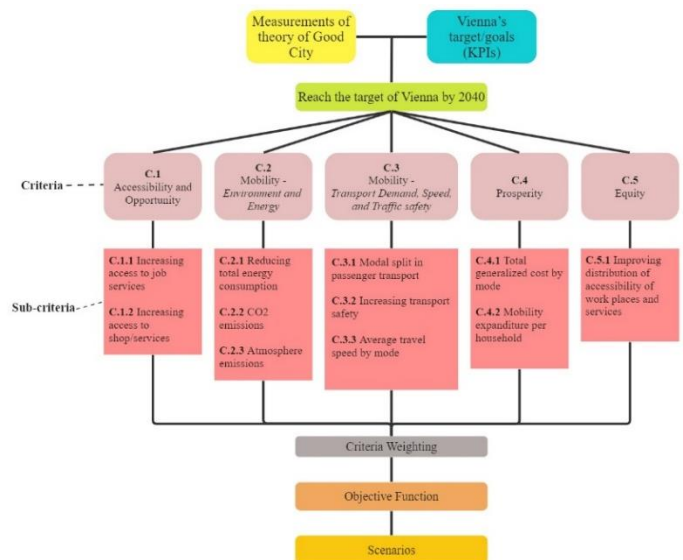 Measurements of
theory of Good
City
Vienna's
target/goals
(KPIs)
Reach the target of Vienna by 2040
Criteria
C.1
Accessibility and
Opportunity
C.2
Mobility -
Environment and
Energy
C.3
Mobility -
Transport Demand, Speed,
and Traffic safety
C.4
Prosperity
C.5
Equity
Sub-criteria
C.1.1 Increasing
access to job
services
C.1.2 Increasing
access to
shop/services
C.2.1 Reducing
total energy
consumption
C.2.2 CO2
emissions
C.2.3 Atmosphere
emissions
C.3.1 Modal split in
passenger transport
C.3.2 Increasing transport
safety
C.3.3 Average travel
speed by mode
C.4.1 Total
generalized cost by
mode
C.4.2 Mobility
expanditure per
household
C.5.1 Improving
distribution of
accessibility of
work places and
services
Criteria Weighting
Objective Function
Scenarios